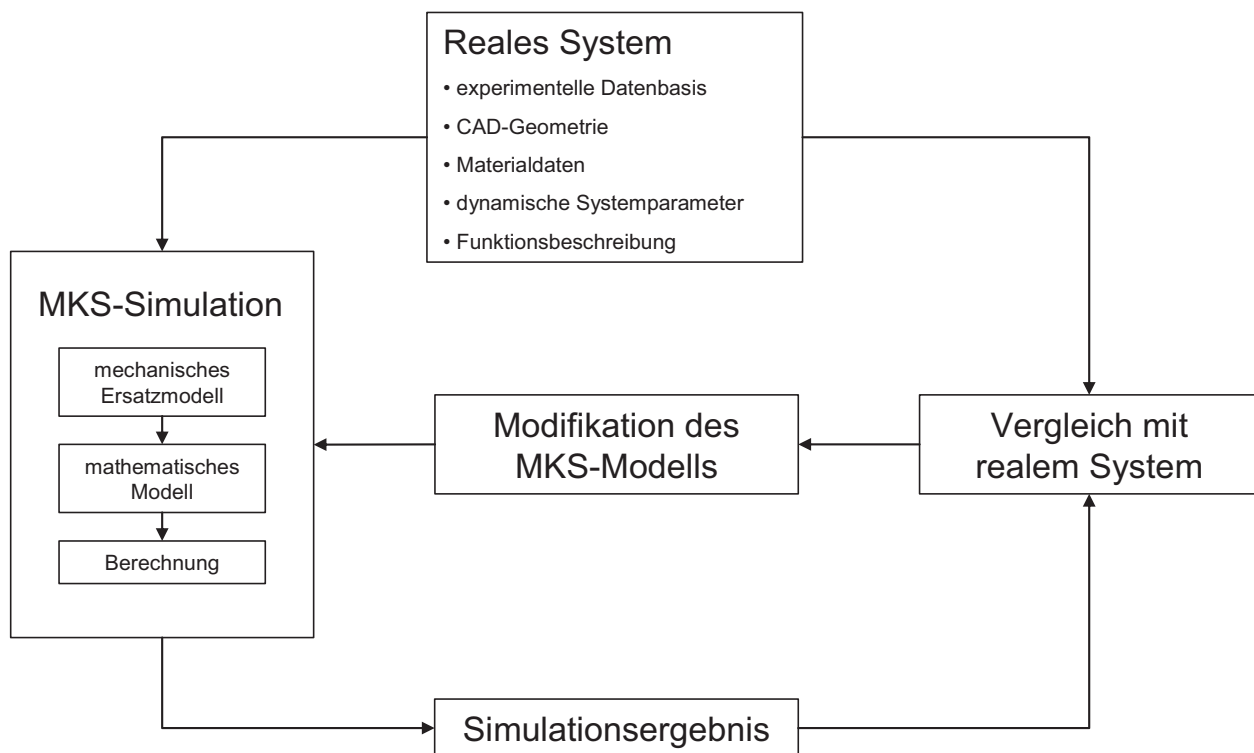 Reales System
• experimentelle Datenbasis
• CAD-Geometrie
• Materialdaten
• dynamische Systemparameter
• Funktionsbeschreibung
MKS-Simulation
mechanisches
Ersatzmodell
mathematisches
Modell
Berechnung
Modifikation des
MKS-Modells
Vergleich mit
realem System
Simulationsergebnis